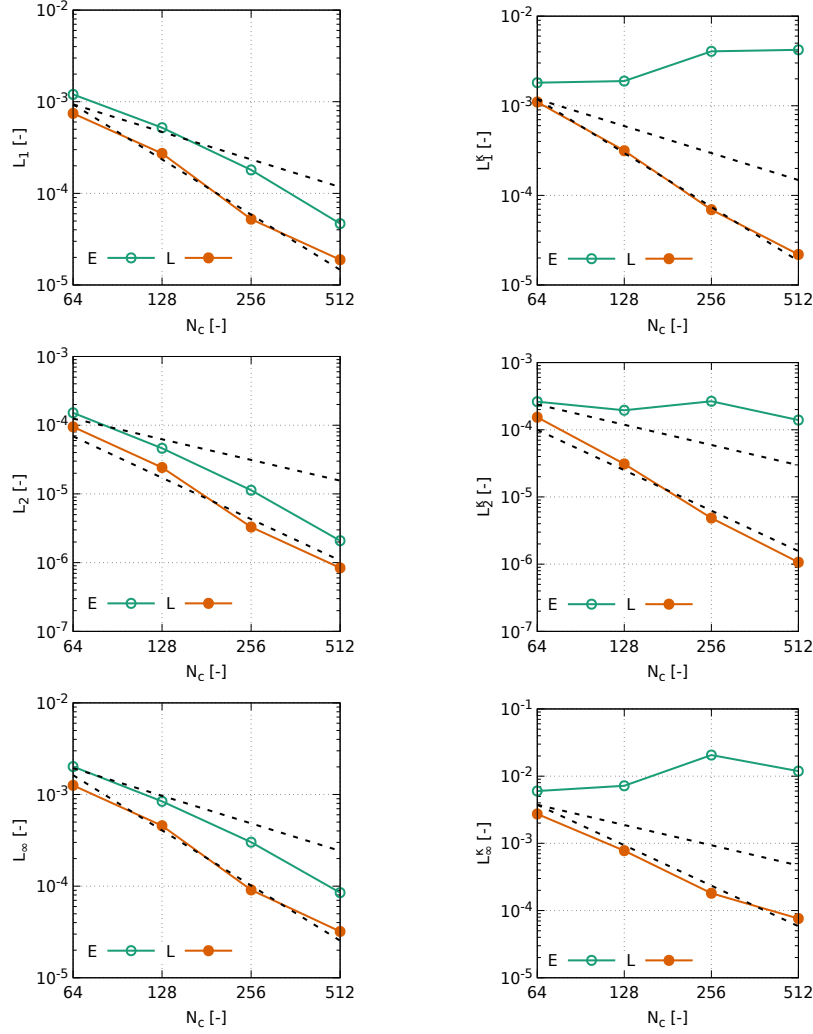 10^-2
10^-3
10^-4
10^-5
L_1 [-]
E L
64 128 256 512
N_c [-]
10^-2
10^-3
10^-4
10^-5
L_1^κ [-]
E L
64 128 256 512
N_c [-]
10^-3
10^-4
10^-5
10^-6
10^-7
L_2 [-]
E L
64 128 256 512
N_c [-]
10^-3
10^-4
10^-5
10^-6
10^-7
L_2^κ [-]
E L
64 128 256 512
N_c [-]
10^-2
10^-3
10^-4
10^-5
L_∞ [-]
E L
64 128 256 512
N_c [-]
10^-1
10^-2
10^-3
10^-4
10^-5
L_∞^κ [-]
E L
64 128 256 512
N_c [-]